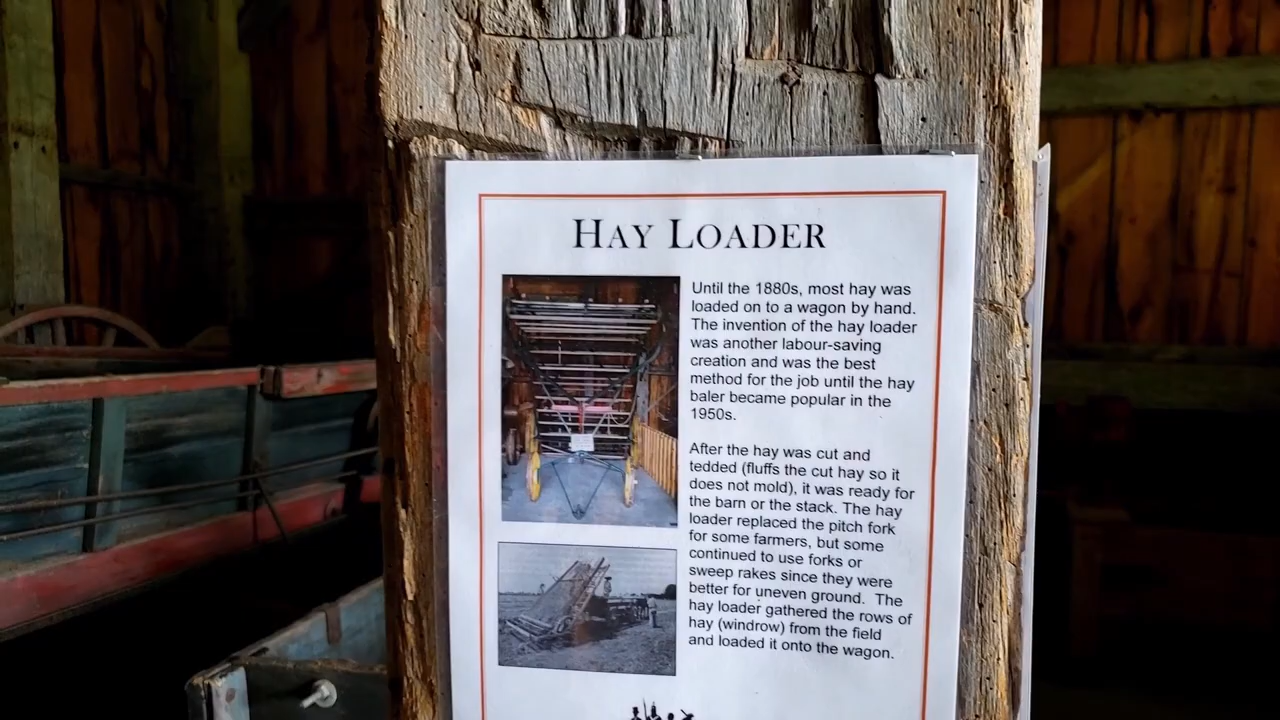 HAY LOADER
Until the 1880s, most hay was
loaded on to a wagon by hand.
The invention of the hay loader
was another labour-saving
creation and was the best
method for the job until the hay
baler became popular in the
1950s.
After the hay was cut and
tedded (fluffs the cut hay so it
does not mold), it was ready for
the barn or the stack. The hay
loader replaced the pitch fork
for some farmers, but some
continued to use forks or
sweep rakes since they were
better for uneven ground. The
hay loader gathered the rows of
hay (windrow) from the field
and loaded it onto the wagon.